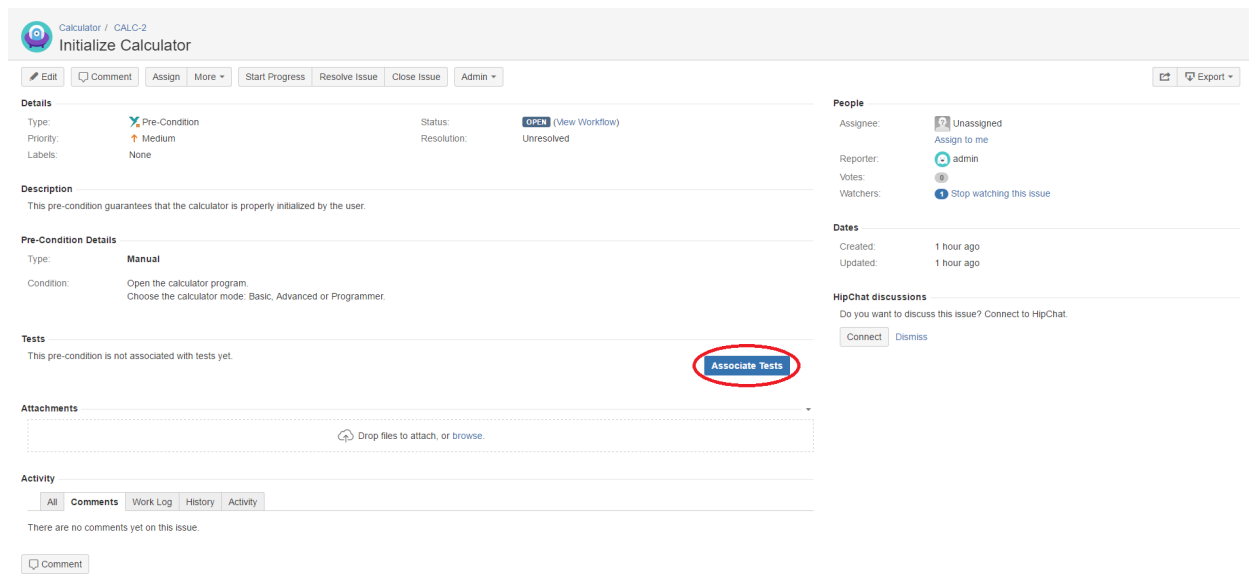 Calculator / CALC-2
Initialize Calculator
Edit Comment Assign More Start Progress Resolve Issue Close Issue Admin Export
Details
Type: Pre-Condition Status: OPEN (View Workflow)
Priority: Medium Resolution: Unresolved
Labels: None
Description
This pre-condition guarantees that the calculator is properly initialized by the user.
Pre-Condition Details
Type: Manual
Condition: Open the calculator program.
Choose the calculator mode: Basic, Advanced or Programmer.
Tests
This pre-condition is not associated with tests yet.
Associate Tests
Attachments
Drop files to attach, or browse.
Activity
All Comments Work Log History Activity
There are no comments yet on this issue.
Comment
People
Assignee: Unassigned
Assign to me
Reporter: admin
Votes: 0
Watchers: 1 Stop watching this issue
Dates
Created: 1 hour ago
Updated: 1 hour ago
HipChat discussions
Do you want to discuss this issue? Connect to HipChat.
Connect Dismiss